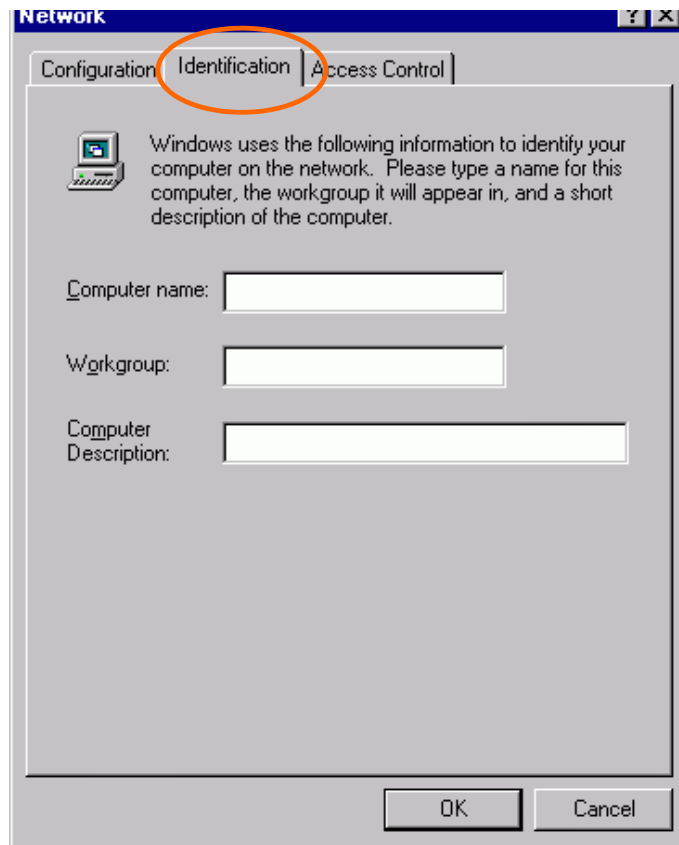 Network
Configuration Identification Access Control
Windows uses the following information to identify your
computer on the network. Please type a name for this
computer, the workgroup it will appear in, and a short
description of the computer.
Computer name:
Workgroup:
Computer
Description:
OK Cancel